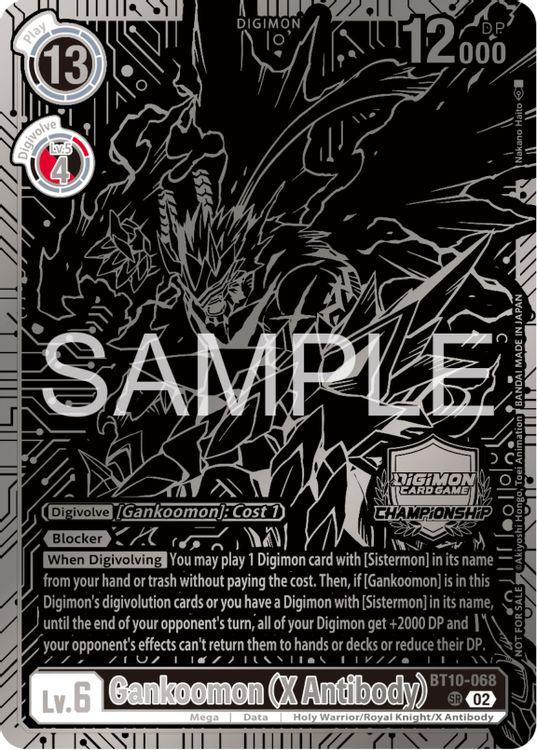 Play
13
DIGIMON
12000
DP
Digivolve
Lv.5
4
Nakano Haito
SAMPLE
DIGIMON
CARD GAME
CHAMPIONSHIP
Digivolve [Gankoomon]: Cost 1
Blocker
When Digivolving You may play 1 Digimon card with [Sistermon] in its name
from your hand or trash without paying the cost. Then, if [Gankoomon] is in this
Digimon's digivolution cards or you have a Digimon with [Sistermon] in its name,
until the end of your opponent's turn, all of your Digimon get +2000 DP and
your opponent's effects can't return them to hands or decks or reduce their DP.
NOT FOR SALE ©Akiyoshi Hongo, Toei Animation BANDAI MADE IN JAPAN
Lv.6
Gankoomon (X Antibody)
BT10-068
SR 02
Mega | Data | Holy Warrior/Royal Knight/X Antibody